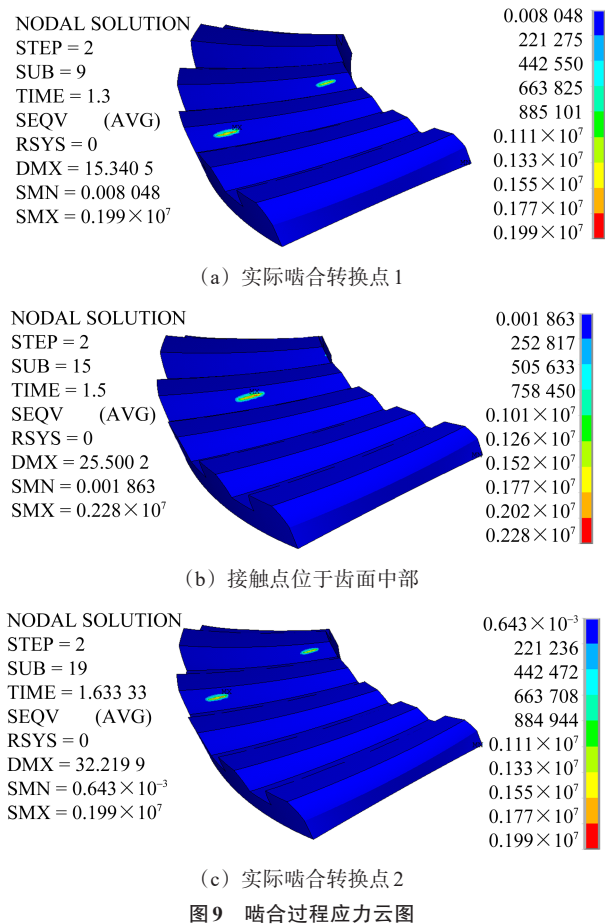 NODAL SOLUTION
STEP = 2
SUB = 9
TIME = 1.3
SEQV (AVG)
RSYS = 0
DMX = 15.340 5
SMN = 0.008 048
SMX = 0.199×10⁷
0.008 048
221 275
442 550
663 825
885 101
0.111×10⁷
0.133×10⁷
0.155×10⁷
0.177×10⁷
0.199×10⁷
（a）实际啮合转换点1
NODAL SOLUTION
STEP = 2
SUB = 15
TIME = 1.5
SEQV (AVG)
RSYS = 0
DMX = 25.500 2
SMN = 0.001 863
SMX = 0.228×10⁷
0.001 863
252 817
505 633
758 450
0.101×10⁷
0.126×10⁷
0.152×10⁷
0.177×10⁷
0.202×10⁷
0.228×10⁷
（b）接触点位于齿面中部
NODAL SOLUTION
STEP = 2
SUB = 19
TIME = 1.633 33
SEQV (AVG)
RSYS = 0
DMX = 32.219 9
SMN = 0.643×10⁻³
SMX = 0.199×10⁷
0.643×10⁻³
221 236
442 472
663 708
884 944
0.111×10⁷
0.133×10⁷
0.155×10⁷
0.177×10⁷
0.199×10⁷
（c）实际啮合转换点2
图9 啮合过程应力云图